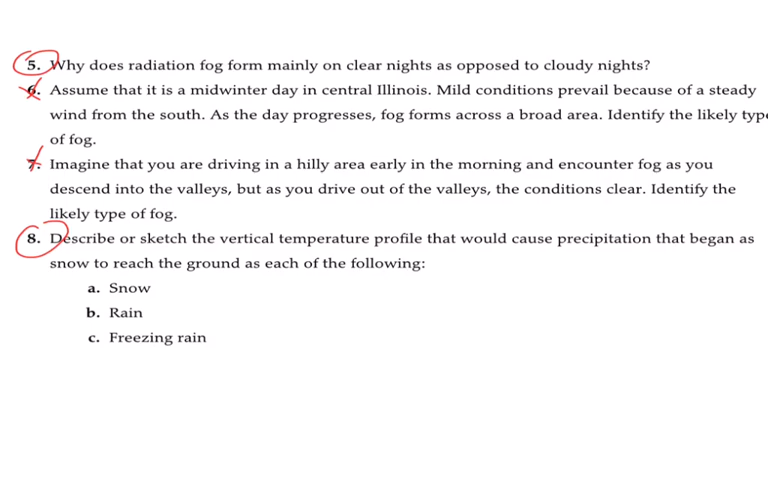 5. Why does radiation fog form mainly on clear nights as opposed to cloudy nights?
6. Assume that it is a midwinter day in central Illinois. Mild conditions prevail because of a steady
wind from the south. As the day progresses, fog forms across a broad area. Identify the likely type
of fog.
7. Imagine that you are driving in a hilly area early in the morning and encounter fog as you
descend into the valleys, but as you drive out of the valleys, the conditions clear. Identify the
likely type of fog.
8. Describe or sketch the vertical temperature profile that would cause precipitation that began as
snow to reach the ground as each of the following:
a. Snow
b. Rain
c. Freezing rain